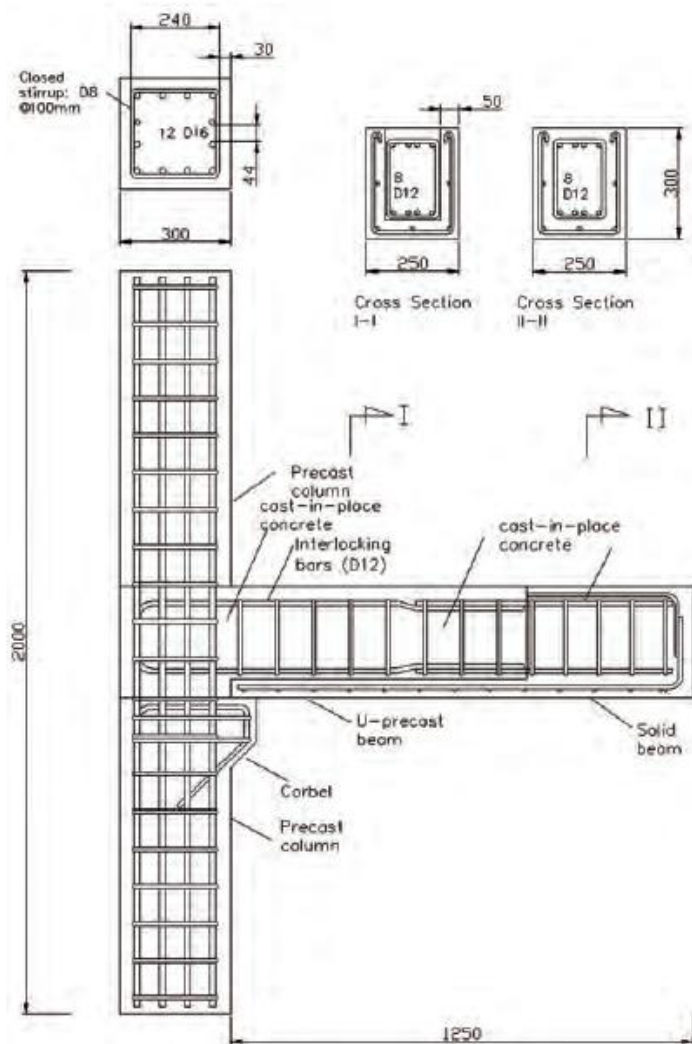 240
30
Closed
stirrup: D8
@100mm
12 D16
44
300
50
8
D12
8
D12
300
250
250
Cross Section
I-I
Cross Section
II-II
I
II
Precast
column
cast-in-place
concrete
Interlocking
bars (D12)
cast-in-place
concrete
2000
U-precast
beam
Solid
beam
Corbel
Precast
column
1250